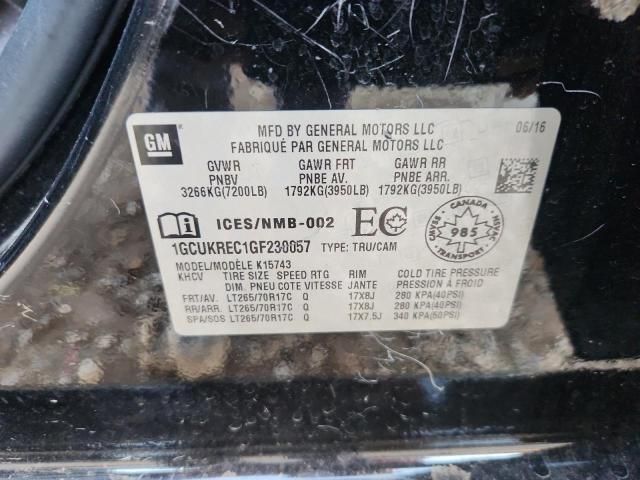 GM
MFD BY GENERAL MOTORS LLC 06/16
FABRIQUÉ PAR GENERAL MOTORS LLC
GVWR GAWR FRT GAWR RR
PNBV PNBE AV. PNBE ARR.
3266KG(7200LB) 1792KG(3950LB) 1792KG(3950LB)
ICES/NMB-002 EC
CANADA CMVSS 985 NSVAC
1GCUKREC1GF230057 TYPE: TRU/CAM
MODEL/MODÈLE K15743
KHCV TIRE SIZE SPEED RTG RIM COLD TIRE PRESSURE
DIM. PNEU COTE VITESSE JANTE PRESSION À FROID
FRT/AV. LT265/70R17C Q 17X8J 280 KPA(40PSI)
RR/ARR. LT265/70R17C Q 17X8J 280 KPA(40PSI)
SPA/SOS LT265/70R17C Q 17X7.5J 340 KPA(50PSI)